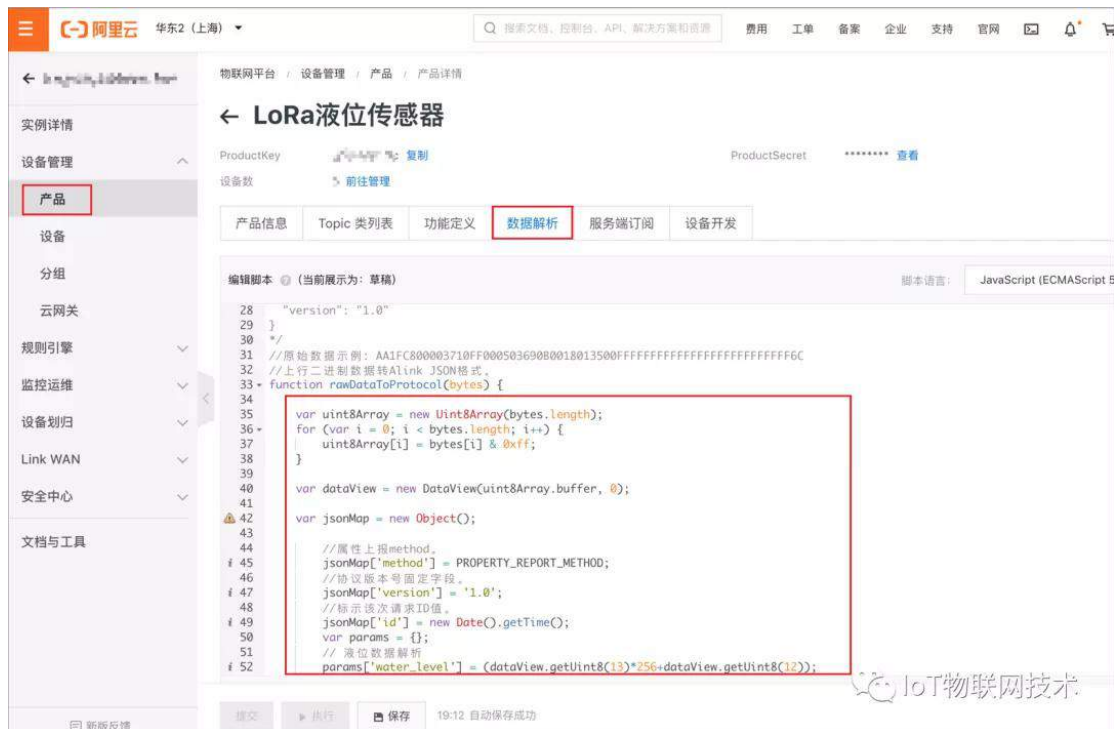 阿里云
华东2（上海）
搜索文档、控制台、API、解决方案和资源
费用 工单 备案 企业 支持 官网
物联网平台 / 设备管理 / 产品 / 产品详情
LoRa液位传感器
实例详情
设备管理
产品
设备
分组
云网关
规则引擎
监控运维
设备划归
Link WAN
安全中心
文档与工具
新版反馈
ProductKey 复制 ProductSecret ******** 查看
设备数 5 前往管理
产品信息 Topic 类列表 功能定义 数据解析 服务端订阅 设备开发
编辑脚本 （当前展示为：草稿） 脚本语言： JavaScript (ECMAScript 5
28 "version": "1.0"
29 }
30 */
31 //原始数据示例：
32 //上行二进制数据转Alink JSON格式。
33 function rawDataToProtocol(bytes) {
34
35 var uint8Array = new Uint8Array(bytes.length);
36 for (var i = 0; i < bytes.length; i++) {
37 uint8Array[i] = bytes[i] & 0xff;
38 }
39
40 var dataView = new DataView(uint8Array.buffer, 0);
41
42 var jsonMap = new Object();
43
44 //属性上报method。
45 jsonMap['method'] = PROPERTY_REPORT_METHOD;
46 //协议版本号固定字段。
47 jsonMap['version'] = '1.0';
48 //标示该次请求ID值。
49 jsonMap['id'] = new Date().getTime();
50 var params = {};
51 // 液位数据解析
52 params['water_level'] = (dataView.getUint8(13)*256+dataView.getUint8(12));
提交 执行 保存 19:12 自动保存成功
IoT物联网技术